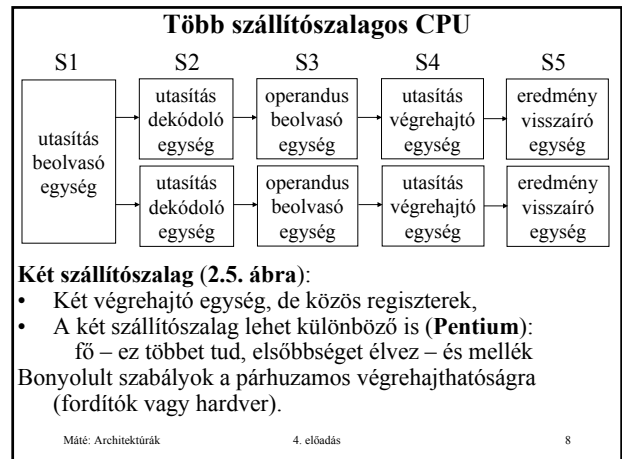 Több szállítószalagos CPU
S1 S2 S3 S4 S5
utasítás beolvasó egység
utasítás dekódoló egység
operandus beolvasó egység
utasítás végrehajtó egység
eredmény visszaíró egység
utasítás dekódoló egység
operandus beolvasó egység
utasítás végrehajtó egység
eredmény visszaíró egység
Két szállítószalag (2.5. ábra):
• Két végrehajtó egység, de közös regiszterek,
• A két szállítószalag lehet különböző is (Pentium):
fő – ez többet tud, elsőbbséget élvez – és mellék
Bonyolult szabályok a párhuzamos végrehajthatóságra
(fordítók vagy hardver).
Máté: Architektúrák 4. előadás 8